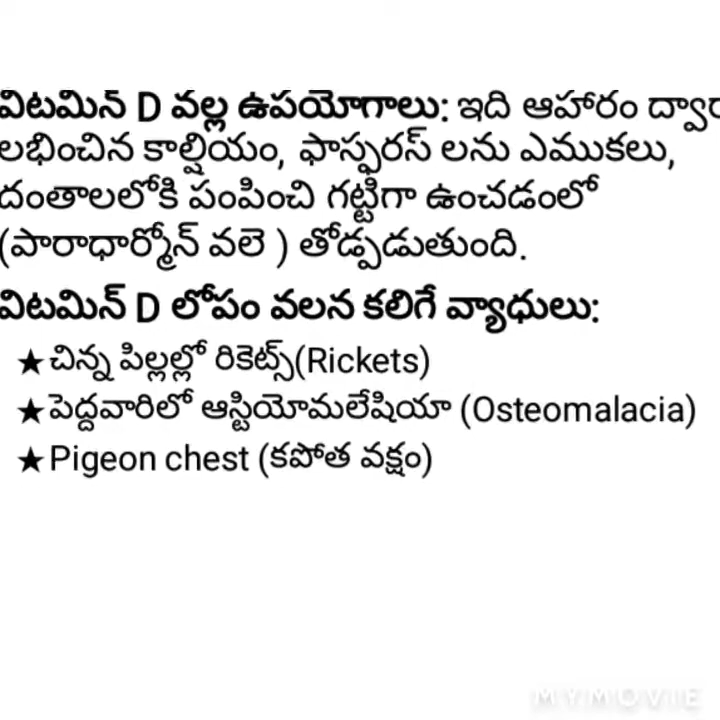 విటమిన్ D వల్ల ఉపయోగాలు: ఇది ఆహారం
లభించిన కాల్షియం, ఫాస్ఫరస్ లను ఎముకలు,
దంతాలలోకి పంపించి గట్టిగా ఉంచడంలో
(పారాధార్మోన్ వలె ) తోడ్పడుతుంది.
విటమిన్ D లోపం వలన కలిగే వ్యాధులు:
★చిన్న పిల్లల్లో రికెట్స్(Rickets)
★పెద్దవారిలో ఆస్టియోమలేషియా (Osteomalacia)
★Pigeon chest (కపోత వక్షం)
MYMOVIE